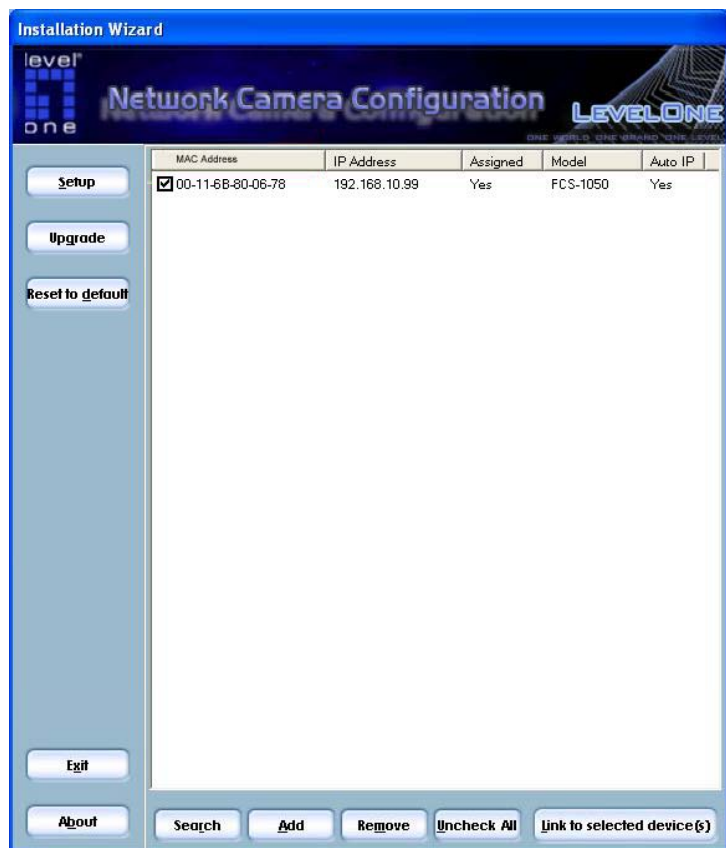 Installation Wizard
level one
Network Camera Configuration
LEVELONE
ONE WORLD ONE BRAND ONE LEVEL
MAC Address IP Address Assigned Model Auto IP
00-11-6B-80-06-78 192.168.10.99 Yes FCS-1050 Yes
Setup
Upgrade
Reset to default
Exit
About
Search Add Remove Uncheck All Link to selected device(s)